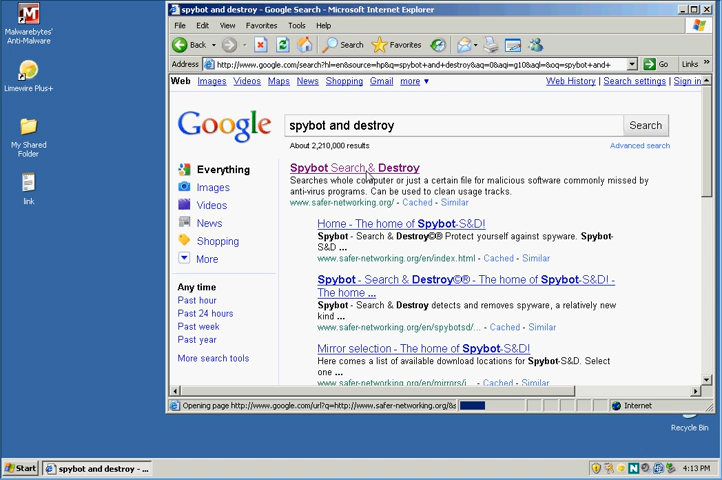 Malwarebytes'
Anti-Malware
Limewire Plus+
My Shared
Folder
link
Recycle Bin
spybot and destroy - Google Search - Microsoft Internet Explorer
File Edit View Favorites Tools Help
Back Search Favorites
Address http://www.google.com/search?hl=en&source=hp&q=spybot+and+destroy&aq=0&aqi=g10&aql=&oq=spybot+and+ Go Links »
Web Images Videos Maps News Shopping Gmail more ▼ Web History | Search settings | Sign in
Google
spybot and destroy Search
About 2,210,000 results Advanced search
Everything
Images
Videos
News
Shopping
More
Any time
Past hour
Past 24 hours
Past week
Past year
More search tools
Spybot Search & Destroy
Searches whole computer or just a certain file for malicious software commonly missed by
anti-virus programs. Can be used to clean usage tracks.
www.safer-networking.org/ - Cached - Similar
Home - The home of Spybot-S&D!
Spybot - Search & Destroy©® Protect yourself against spyware. Spybot-
S&D ...
www.safer-networking.org/en/index.html - Cached - Similar
Spybot - Search & Destroy©® - The home of Spybot-S&D! -
The home ...
Spybot - Search & Destroy detects and removes spyware, a relatively new
kind ...
www.safer-networking.org/en/spybotsd/... - Cached - Similar
Mirror selection - The home of Spybot-S&D!
Here comes a list of available download locations for Spybot-S&D. Select
one ...
www.safer-networking.org/en/mirrors/i... - Cached - Similar
Opening page http://www.google.com/url?q=http://www.safer-networking.org/&s Internet
Start spybot and destroy - ... 4:13 PM